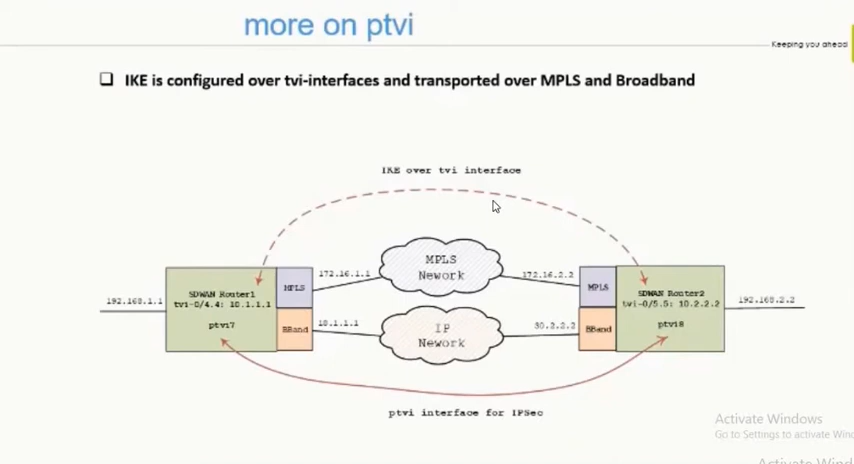 more on ptvi
Keeping you ahead
IKE is configured over tvi-interfaces and transported over MPLS and Broadband
IKE over tvi interface
MPLS
Nework
172.16.1.1
172.16.2.2
192.168.1.1
SDWAN Router1
tvi-0/4.4: 10.1.1.1
ptvi7
MPLS
BBand
MPLS
BBand
SDWAN Router2
tvi-0/5.5: 10.2.2.2
ptvi8
192.168.2.2
10.1.1.1
IP
Nework
30.2.2.2
ptvi interface for IPSec
Activate Windows
Go to Settings to activate Win
Activate Wind